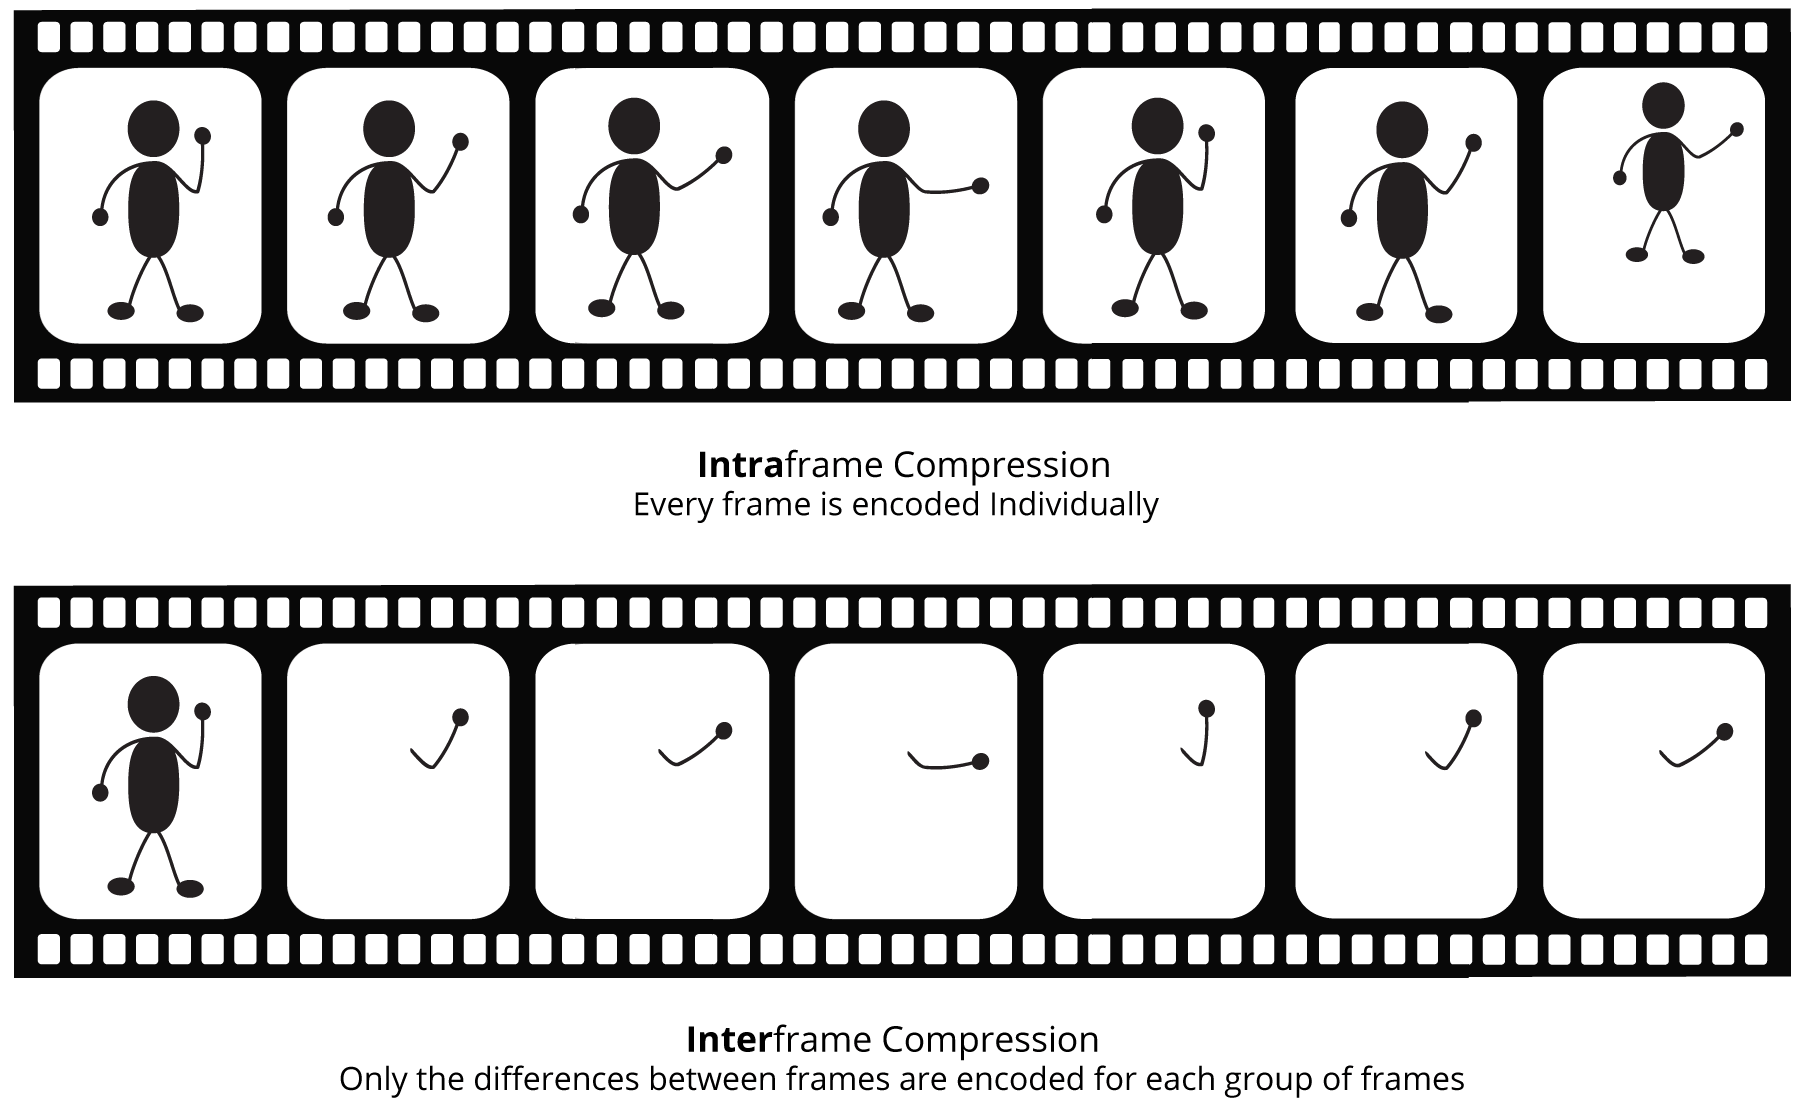 Intraframe Compression
Every frame is encoded Individually
Interframe Compression
Only the differences between frames are encoded for each group of frames